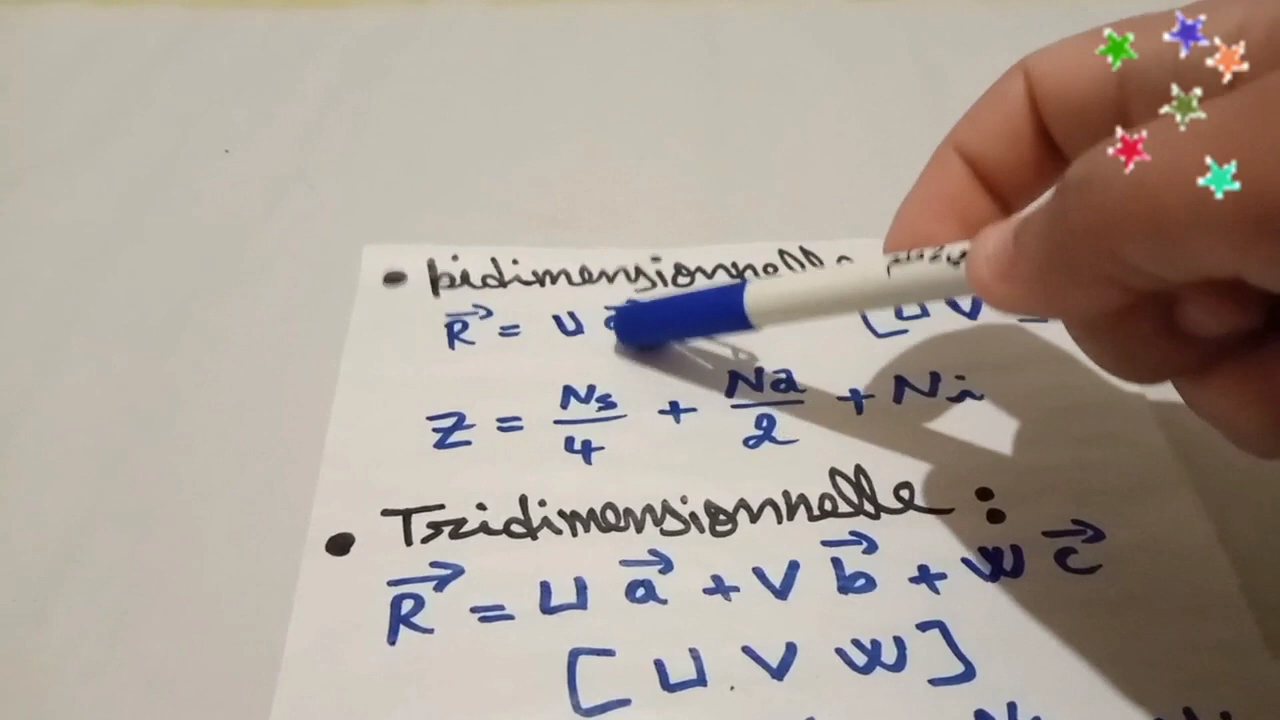 • bidimensionnelle
R⃗ = U [U V
Z = Ns/4 + Na/2 + Ni
• Tridimensionnelle :
R⃗ = U a⃗ + V b⃗ + W c⃗
[U V W]